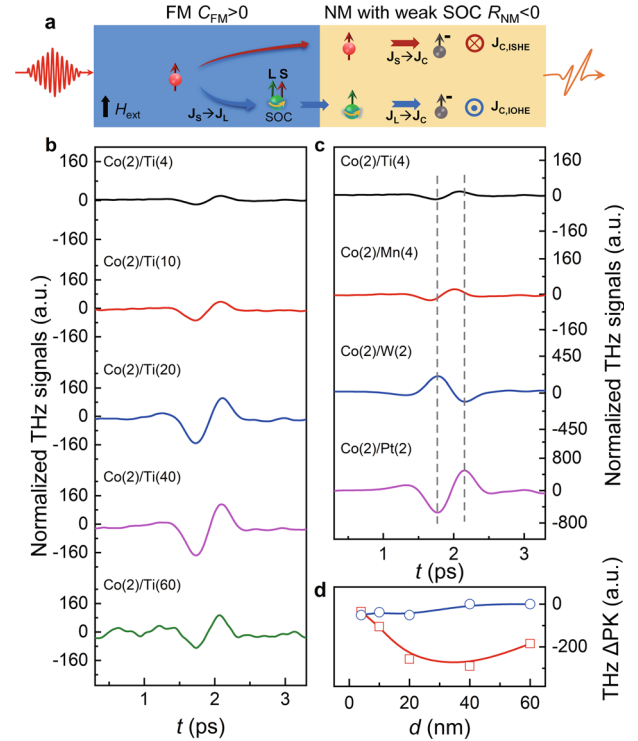 FM C_FM>0 NM with weak SOC R_NM<0
a
L S
SOC
H_ext
J_S→J_L
J_S→J_C
J_C,ISHE
J_L→J_C
J_C,IOHE
b
Normalized THz signals (a.u.)
Co(2)/Ti(4)
160
0
-160
Co(2)/Ti(10)
160
0
-160
Co(2)/Ti(20)
160
0
-160
Co(2)/Ti(40)
160
0
-160
Co(2)/Ti(60)
160
0
-160
1 2 3
t (ps)
c
Co(2)/Ti(4)
160
0
-160
Co(2)/Mn(4)
160
0
-160
Co(2)/W(2)
450
0
-450
Co(2)/Pt(2)
800
0
-800
Normalized THz signals (a.u.)
1 2 3
t (ps)
d
0
-200
THz ΔPK (a.u.)
0 20 40 60
d (nm)